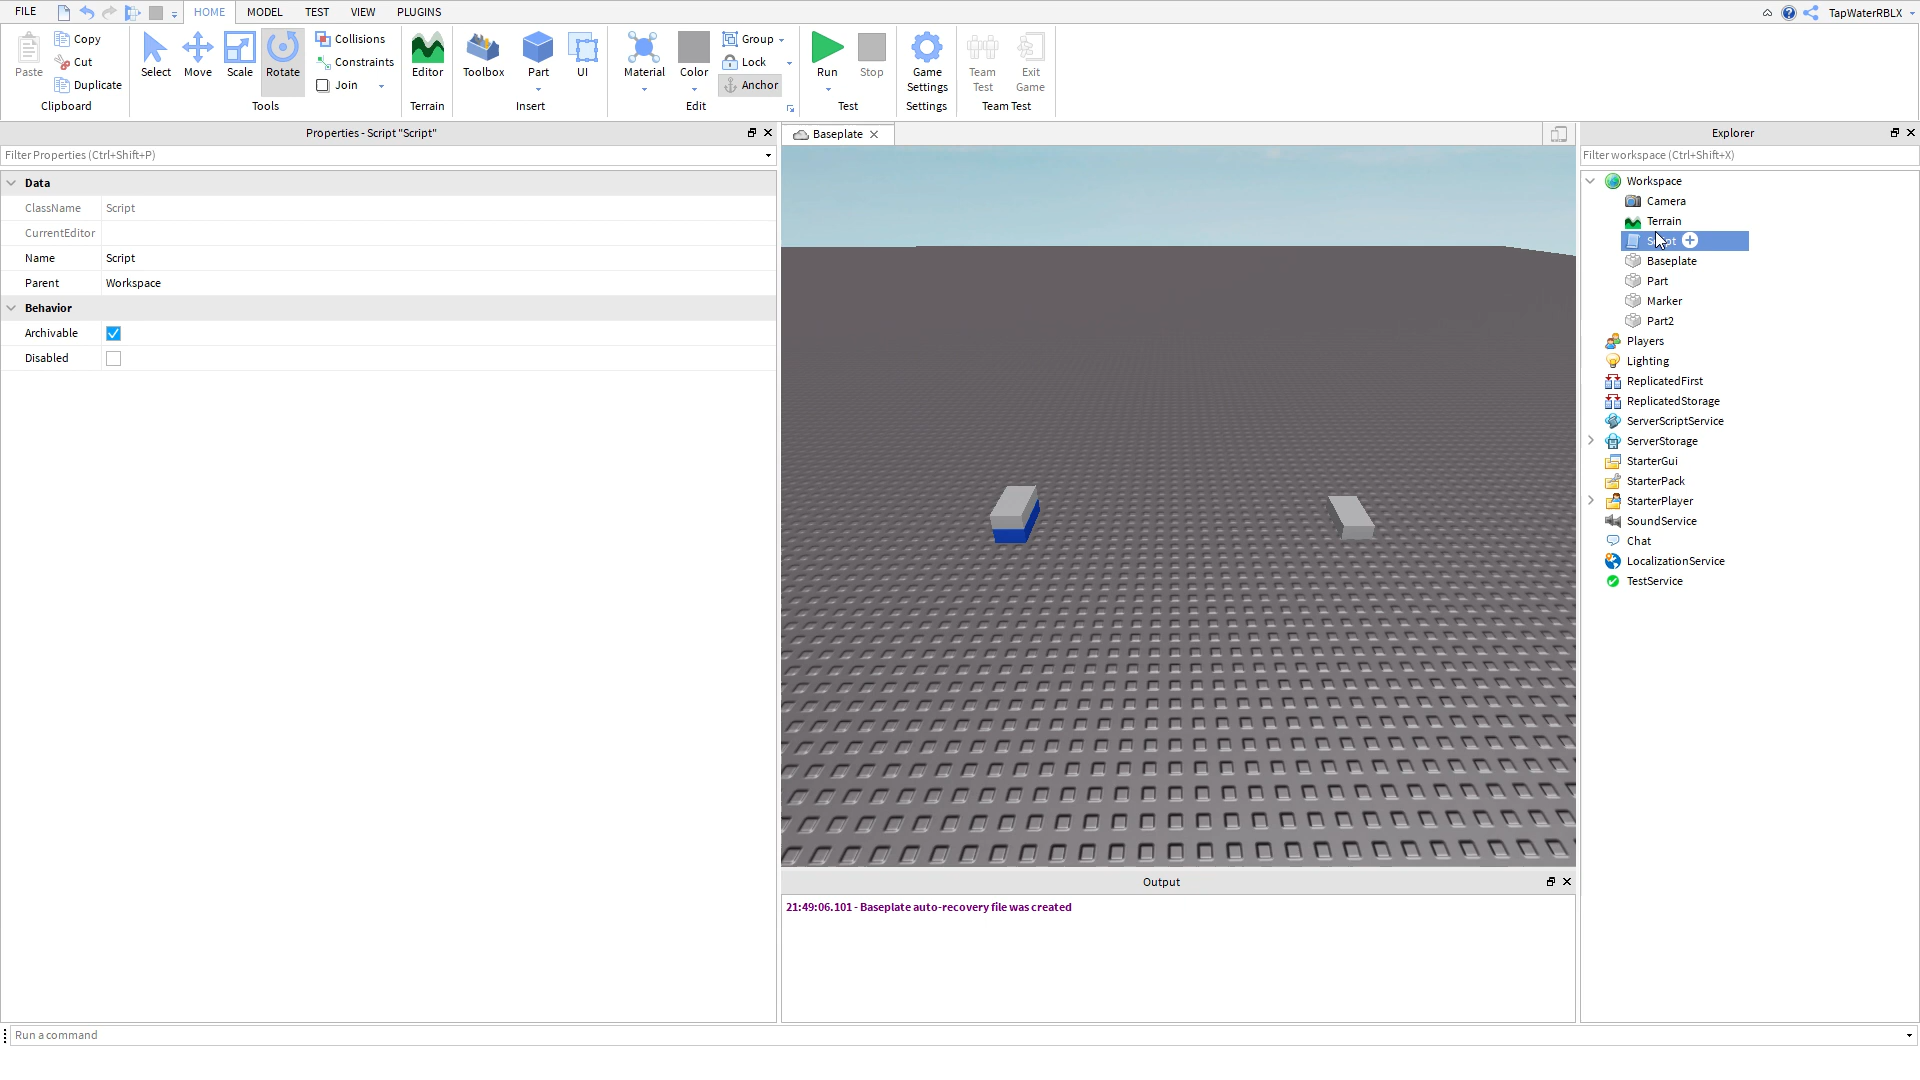 FILE HOME MODEL TEST VIEW PLUGINS TapWaterRBLX
Paste Copy Cut Duplicate Clipboard
Select Move Scale Rotate Collisions Constraints Join Tools
Editor Terrain
Toolbox Part UI Insert
Material Color Group Lock Anchor Edit
Run Stop Test
Game Settings Settings
Team Test Exit Game Team Test
Properties - Script "Script"
Filter Properties (Ctrl+Shift+P)
Data
ClassName Script
CurrentEditor
Name Script
Parent Workspace
Behavior
Archivable
Disabled
Baseplate
Output
21:49:06.101 - Baseplate auto-recovery file was created
Explorer
Filter workspace (Ctrl+Shift+X)
Workspace
Camera
Terrain
Baseplate
Part
Marker
Part2
Players
Lighting
ReplicatedFirst
ReplicatedStorage
ServerScriptService
ServerStorage
StarterGui
StarterPack
StarterPlayer
SoundService
Chat
LocalizationService
TestService
Run a command